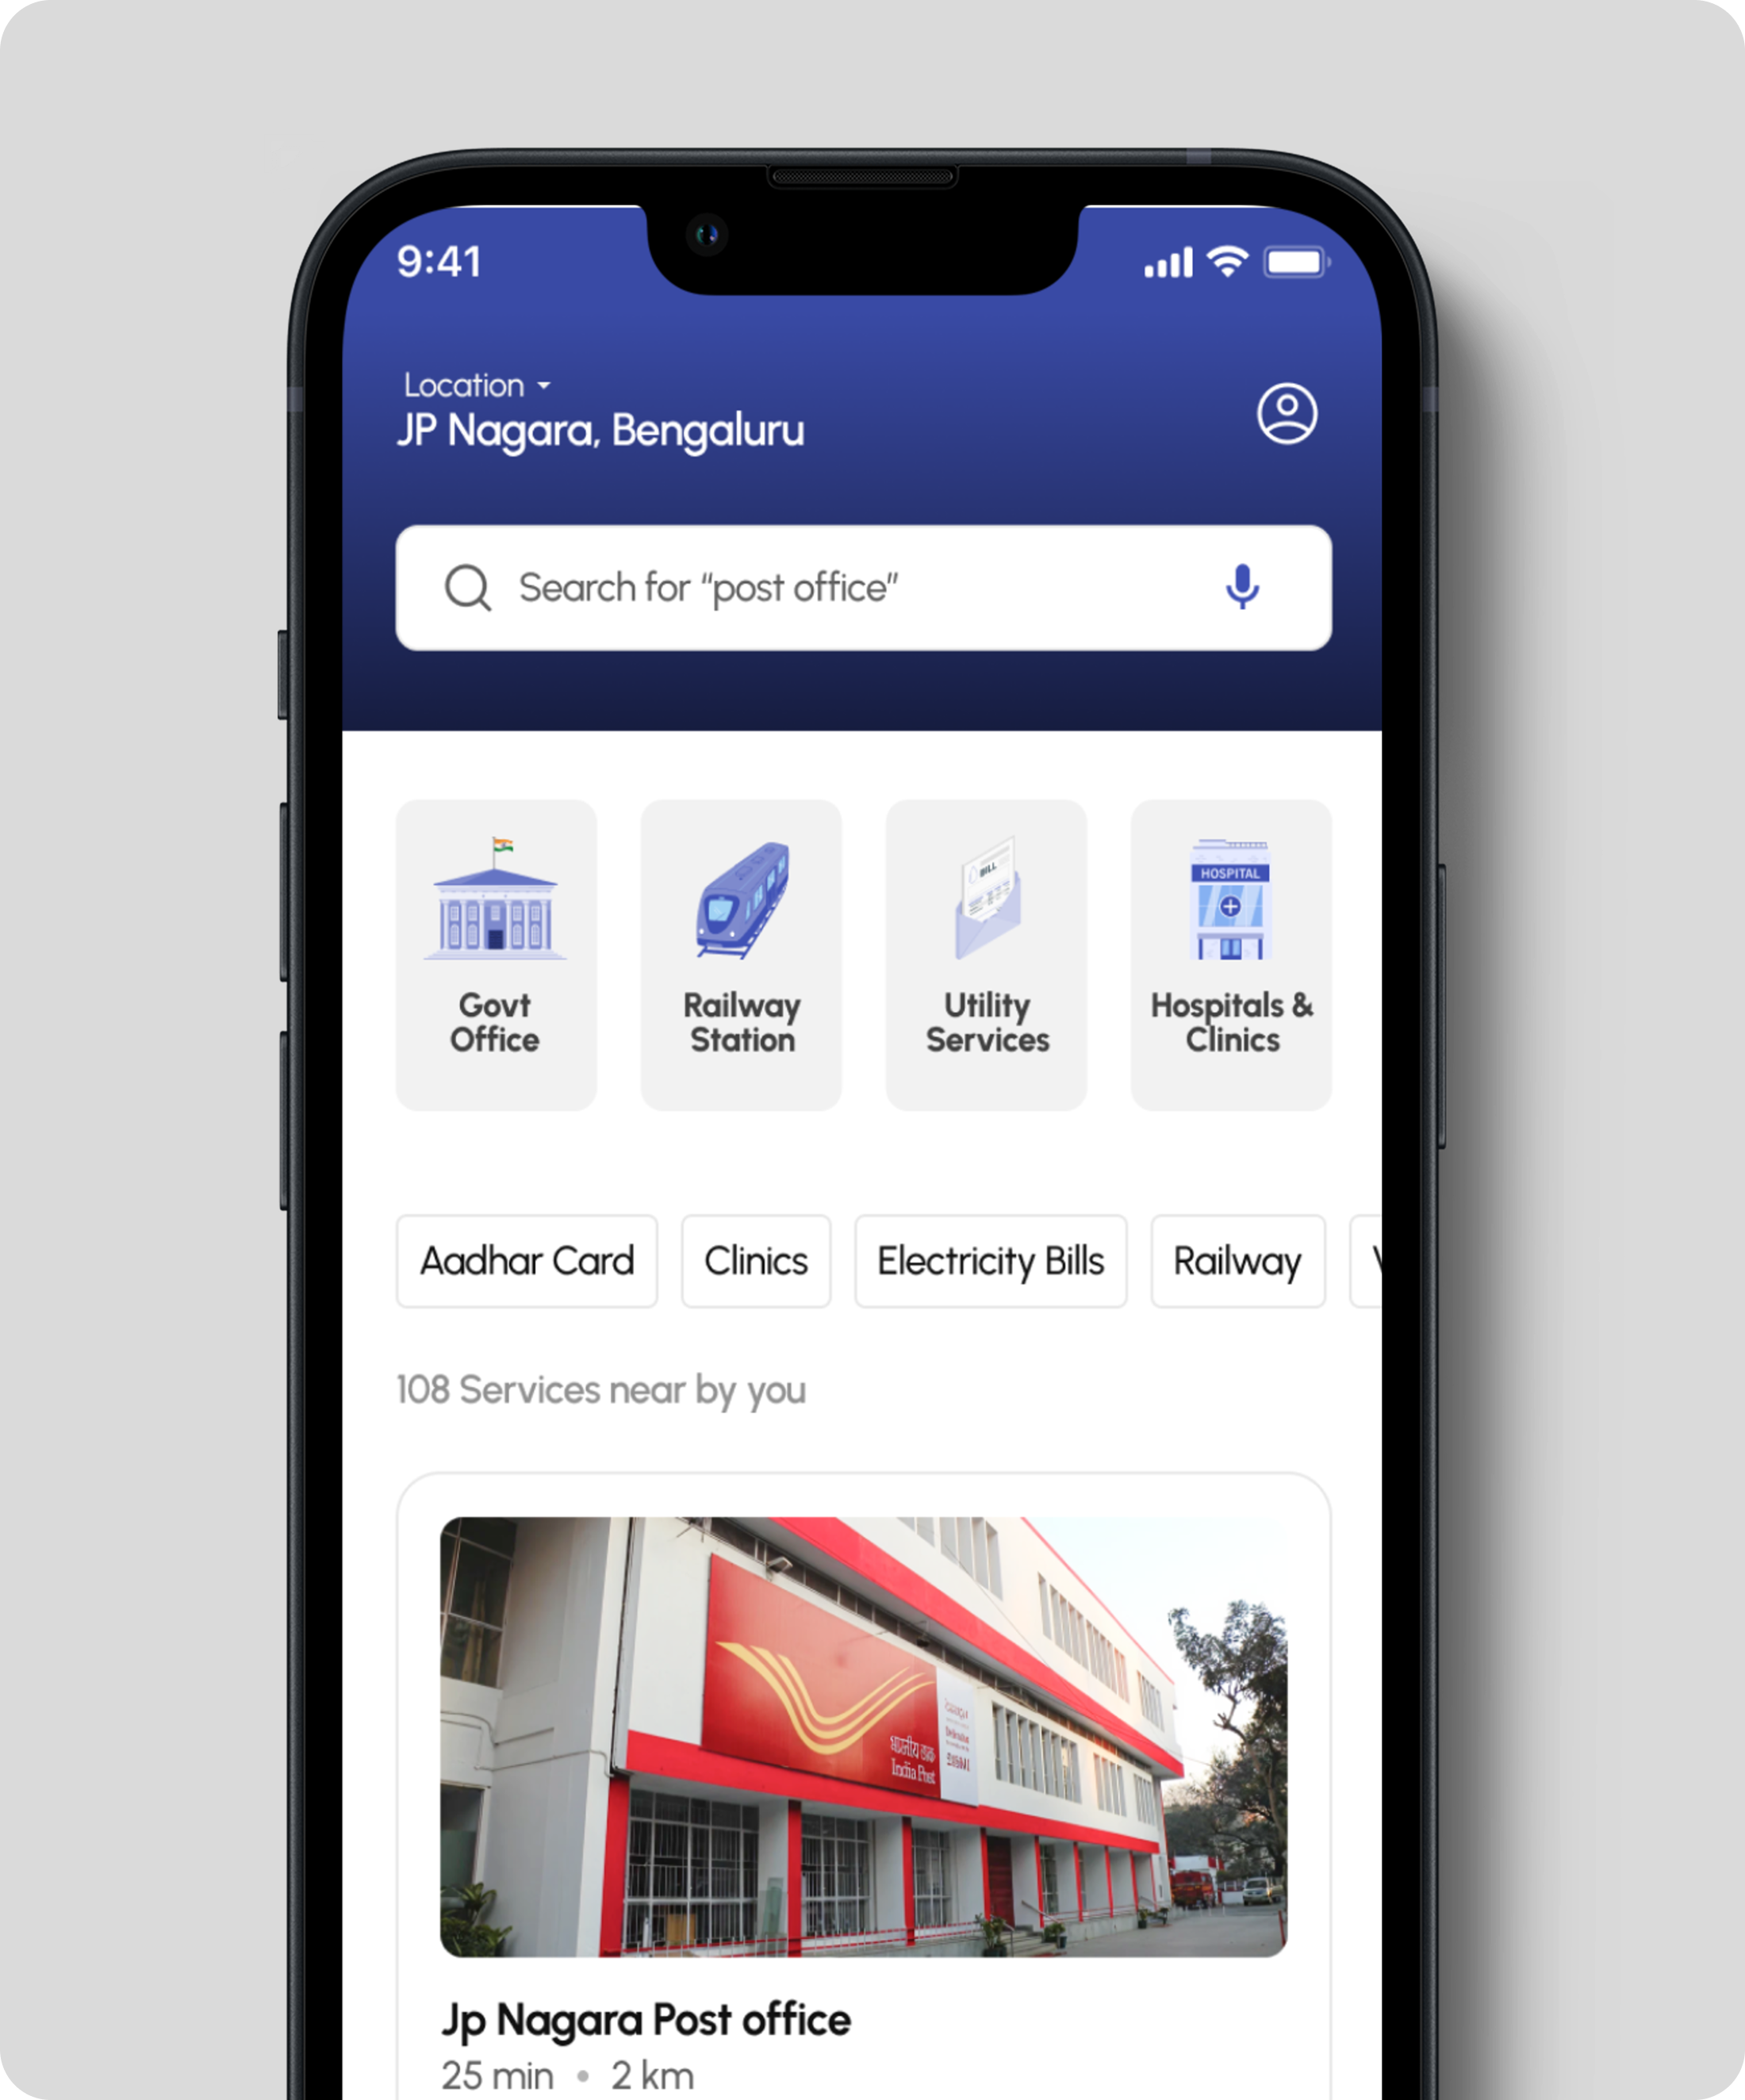 9:41
Location
JP Nagara, Bengaluru
Search for “post office”
BILL
HOSPITAL
Govt
Office
Railway
Station
Utility
Services
Hospitals &
Clinics
Aadhar Card
Clinics
Electricity Bills
Railway
108 Services near by you
भारतीय डाक
India Post
Jp Nagara Post office
25 min • 2 km